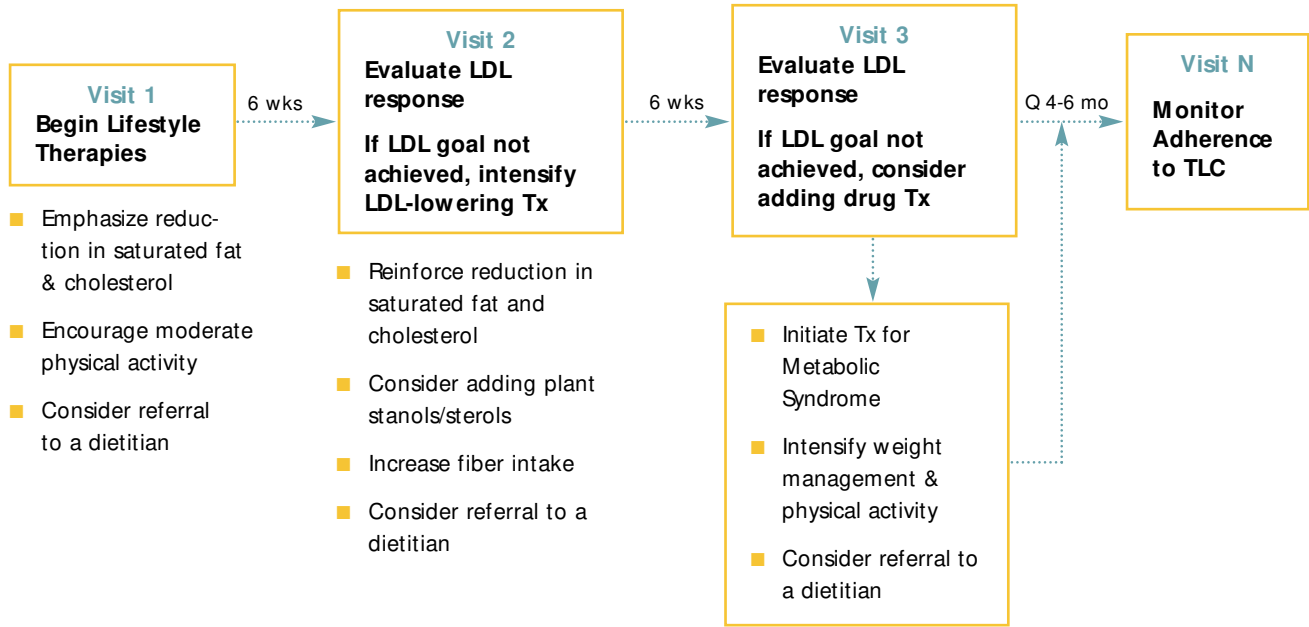 Visit 1
Begin Lifestyle
Therapies
Emphasize reduc-
tion in saturated fat
& cholesterol
Encourage moderate
physical activity
Consider referral
to a dietitian
6 wks
Visit 2
Evaluate LDL
response
If LDL goal not
achieved, intensify
LDL-lowering Tx
Reinforce reduction in
saturated fat and
cholesterol
Consider adding plant
stanols/sterols
Increase fiber intake
Consider referral to a
dietitian
6 wks
Visit 3
Evaluate LDL
response
If LDL goal not
achieved, consider
adding drug Tx
Initiate Tx for
Metabolic
Syndrome
Intensify weight
management &
physical activity
Consider referral to
a dietitian
Q 4-6 mo
Visit N
Monitor
Adherence
to TLC